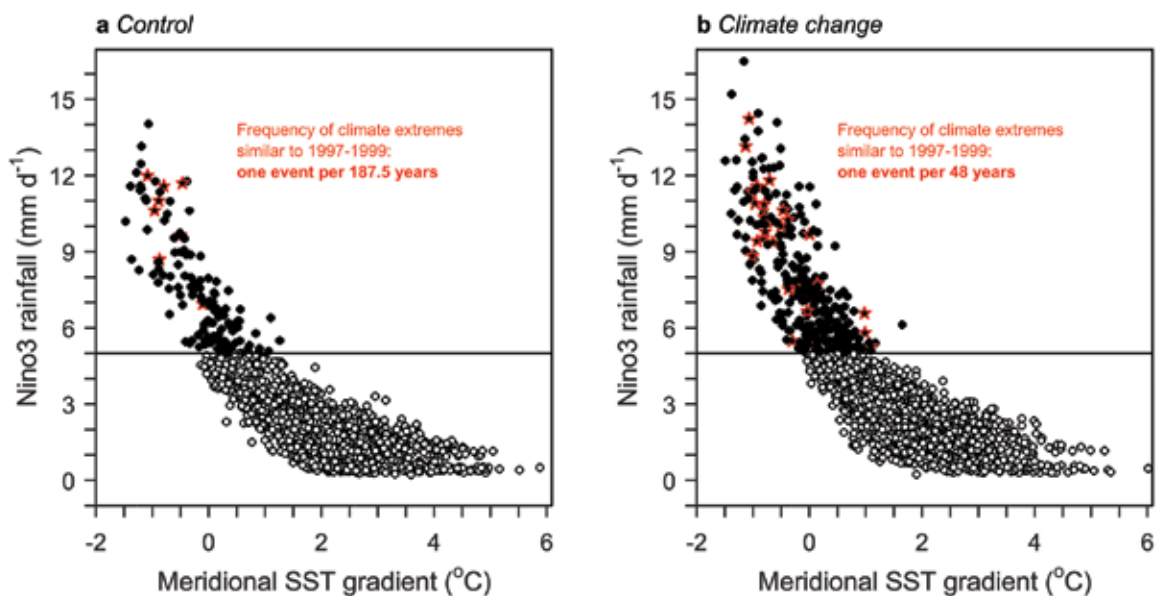 a Control
Frequency of climate extremes
similar to 1997-1999:
one event per 187.5 years
Nino3 rainfall (mm d-1)
15
12
9
6
3
0
-2
0
2
4
6
Meridional SST gradient (oC)
b Climate change
Frequency of climate extremes
similar to 1997-1999:
one event per 48 years
Nino3 rainfall (mm d-1)
15
12
9
6
3
0
-2
0
2
4
6
Meridional SST gradient (oC)